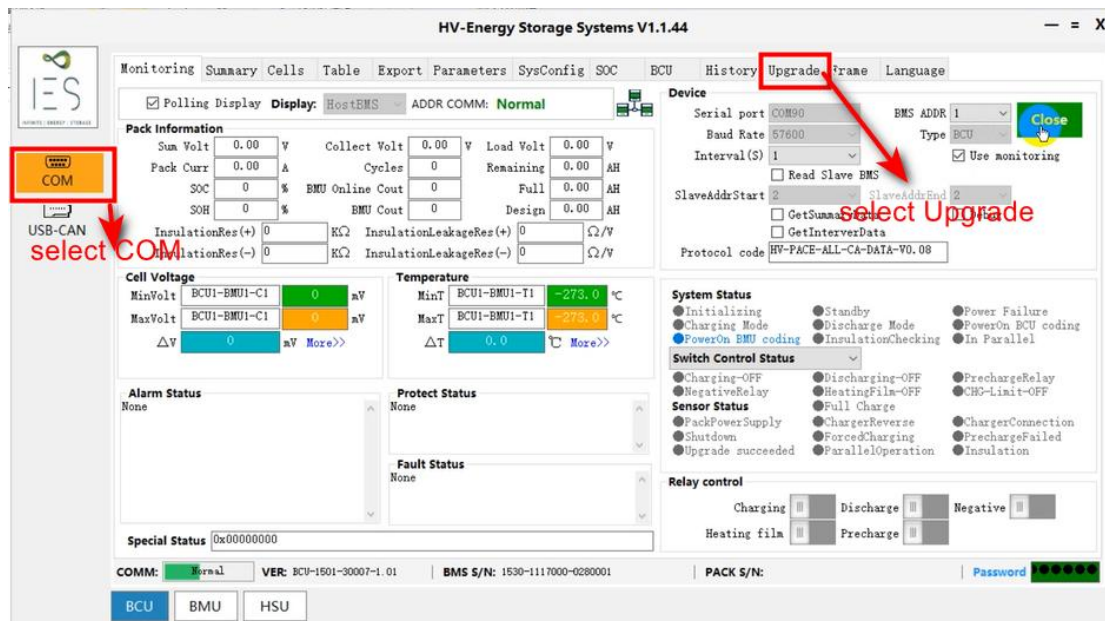 HV-Energy Storage Systems V1.1.44
IES
INFINITE | ENERGY | STORAGE
COM
USB-CAN
select COM
Monitoring Summary Cells Table Export Parameters SysConfig SOC BCU History Upgrade Frame Language
select Upgrade
Polling Display Display: HostBMS ADDR COMM: Normal
Pack Information
Sum Volt 0.00 V Collect Volt 0.00 V Load Volt 0.00 V
Pack Curr 0.00 A Cycles 0 Remaining 0.00 AH
SOC 0 % BMU Online Cout 0 Full 0.00 AH
SOH 0 % BMU Cout 0 Design 0.00 AH
InsulationRes(+) 0 KΩ InsulationLeakageRes(+) 0 Ω/V
InsulationRes(-) 0 KΩ InsulationLeakageRes(-) 0 Ω/V
Cell Voltage
MinVolt BCU1-BMU1-C1 0 mV
MaxVolt BCU1-BMU1-C1 0 mV
△V 0 mV More>>
Temperature
MinT BCU1-BMU1-T1 -273.0 ℃
MaxT BCU1-BMU1-T1 -273.0 ℃
△T 0.0 ℃ More>>
Alarm Status
None
Protect Status
None
Fault Status
None
Special Status 0x00000000
Device
Serial port COM90 BMS ADDR 1 Close
Baud Rate 57600 Type BCU
Interval(S) 1 Use monitoring
Read Slave BMS
SlaveAddrStart 2 SlaveAddrEnd 2
GetSummaryData Debug
GetInterverData
Protocol code HV-PACE-ALL-CA-DATA-V0.08
System Status
Initializing Standby Power Failure
Charging Mode Discharge Mode PowerOn BCU coding
PowerOn BMU coding InsulationChecking In Parallel
Switch Control Status
Charging-OFF Discharging-OFF PrechargeRelay
NegativeRelay HeatingFilm-OFF CHG-Limit-OFF
Sensor Status Full Charge
PackPowerSupply ChargerReverse ChargerConnection
Shutdown ForcedCharging PrechargeFailed
Upgrade succeeded ParallelOperation Insulation
Relay control
Charging Discharge Negative
Heating film Precharge
COMM: Normal VER: BCU-1501-30007-1.01 BMS S/N: 1530-1117000-0280001 PACK S/N: Password
BCU BMU HSU